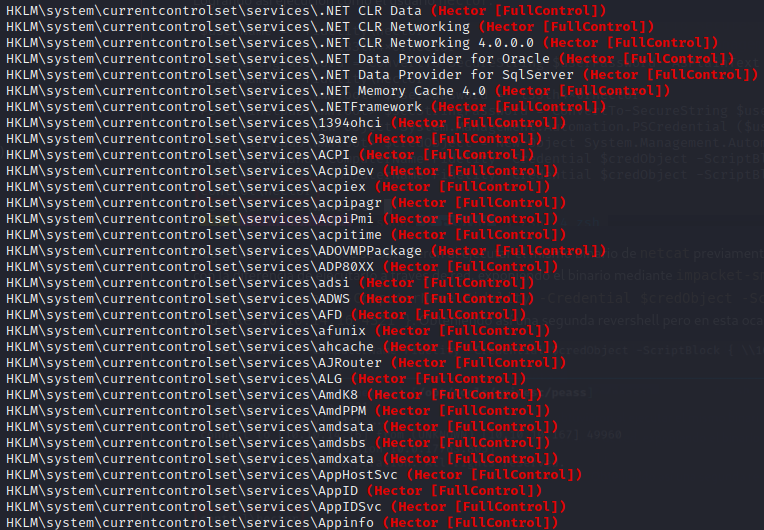 HKLM\system\currentcontrolset\services\.NET CLR Data (Hector [FullControl])
HKLM\system\currentcontrolset\services\.NET CLR Networking (Hector [FullControl])
HKLM\system\currentcontrolset\services\.NET CLR Networking 4.0.0.0 (Hector [FullControl])
HKLM\system\currentcontrolset\services\.NET Data Provider for Oracle (Hector [FullControl])
HKLM\system\currentcontrolset\services\.NET Data Provider for SqlServer (Hector [FullControl])
HKLM\system\currentcontrolset\services\.NET Memory Cache 4.0 (Hector [FullControl])
HKLM\system\currentcontrolset\services\.NETFramework (Hector [FullControl])
HKLM\system\currentcontrolset\services\1394ohci (Hector [FullControl])
HKLM\system\currentcontrolset\services\3ware (Hector [FullControl])
HKLM\system\currentcontrolset\services\ACPI (Hector [FullControl])
HKLM\system\currentcontrolset\services\AcpiDev (Hector [FullControl])
HKLM\system\currentcontrolset\services\acpiex (Hector [FullControl])
HKLM\system\currentcontrolset\services\acpipagr (Hector [FullControl])
HKLM\system\currentcontrolset\services\AcpiPmi (Hector [FullControl])
HKLM\system\currentcontrolset\services\acpitime (Hector [FullControl])
HKLM\system\currentcontrolset\services\ADOVMPPackage (Hector [FullControl])
HKLM\system\currentcontrolset\services\ADP80XX (Hector [FullControl])
HKLM\system\currentcontrolset\services\adsi (Hector [FullControl])
HKLM\system\currentcontrolset\services\ADWS (Hector [FullControl])
HKLM\system\currentcontrolset\services\AFD (Hector [FullControl])
HKLM\system\currentcontrolset\services\afunix (Hector [FullControl])
HKLM\system\currentcontrolset\services\ahcache (Hector [FullControl])
HKLM\system\currentcontrolset\services\AJRouter (Hector [FullControl])
HKLM\system\currentcontrolset\services\ALG (Hector [FullControl])
HKLM\system\currentcontrolset\services\AmdK8 (Hector [FullControl])
HKLM\system\currentcontrolset\services\AmdPPM (Hector [FullControl])
HKLM\system\currentcontrolset\services\amdsata (Hector [FullControl])
HKLM\system\currentcontrolset\services\amdsbs (Hector [FullControl])
HKLM\system\currentcontrolset\services\amdxata (Hector [FullControl])
HKLM\system\currentcontrolset\services\AppHostSvc (Hector [FullControl])
HKLM\system\currentcontrolset\services\AppID (Hector [FullControl])
HKLM\system\currentcontrolset\services\AppIDSvc (Hector [FullControl])
HKLM\system\currentcontrolset\services\Appinfo (Hector [FullControl])